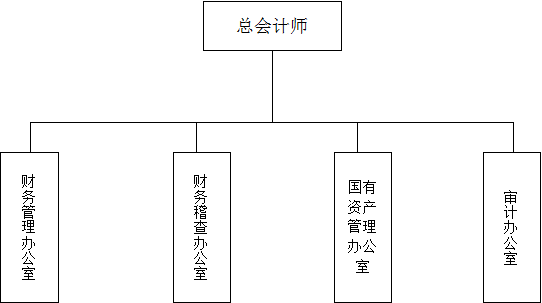 总会计师
财务管理办公室
财务稽查办公室
国有
资产
管理
办公
室
审计办公室